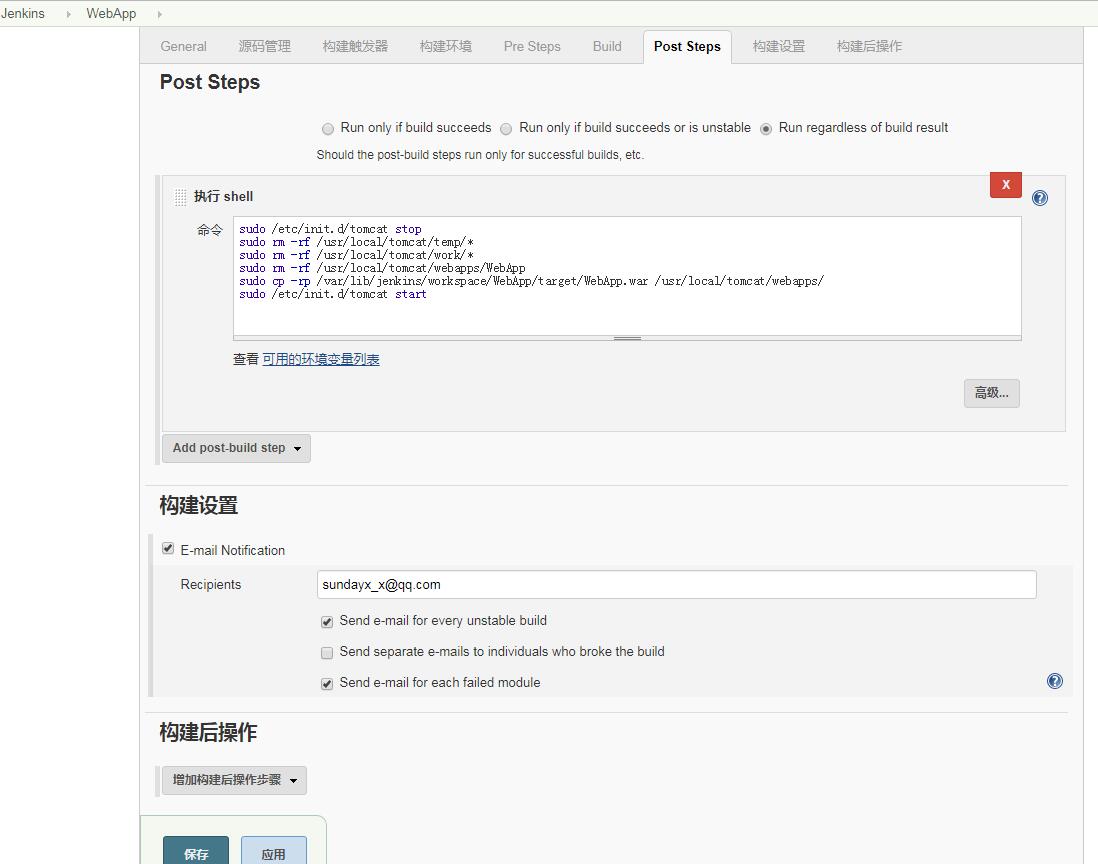 Jenkins WebApp
General 源码管理 构建触发器 构建环境 Pre Steps Build Post Steps 构建设置 构建后操作
Post Steps
Run only if build succeeds Run only if build succeeds or is unstable Run regardless of build result
Should the post-build steps run only for successful builds, etc.
执行 shell X ?
命令 sudo /etc/init.d/tomcat stop
sudo rm -rf /usr/local/tomcat/temp/*
sudo rm -rf /usr/local/tomcat/work/*
sudo rm -rf /usr/local/tomcat/webapps/WebApp
sudo cp -rp /var/lib/jenkins/workspace/WebApp/target/WebApp.war /usr/local/tomcat/webapps/
sudo /etc/init.d/tomcat start
查看 可用的环境变量列表
高级...
Add post-build step
构建设置
E-mail Notification
Recipients sundayx_x@qq.com
Send e-mail for every unstable build
Send separate e-mails to individuals who broke the build
Send e-mail for each failed module ?
构建后操作
增加构建后操作步骤
保存 应用